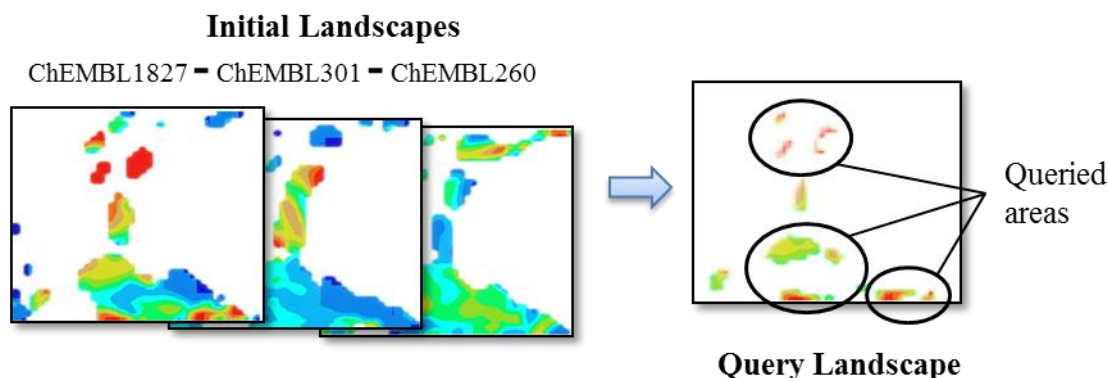 Initial Landscapes
ChEMBL1827 - ChEMBL301 - ChEMBL260
Queried
areas
Query Landscape